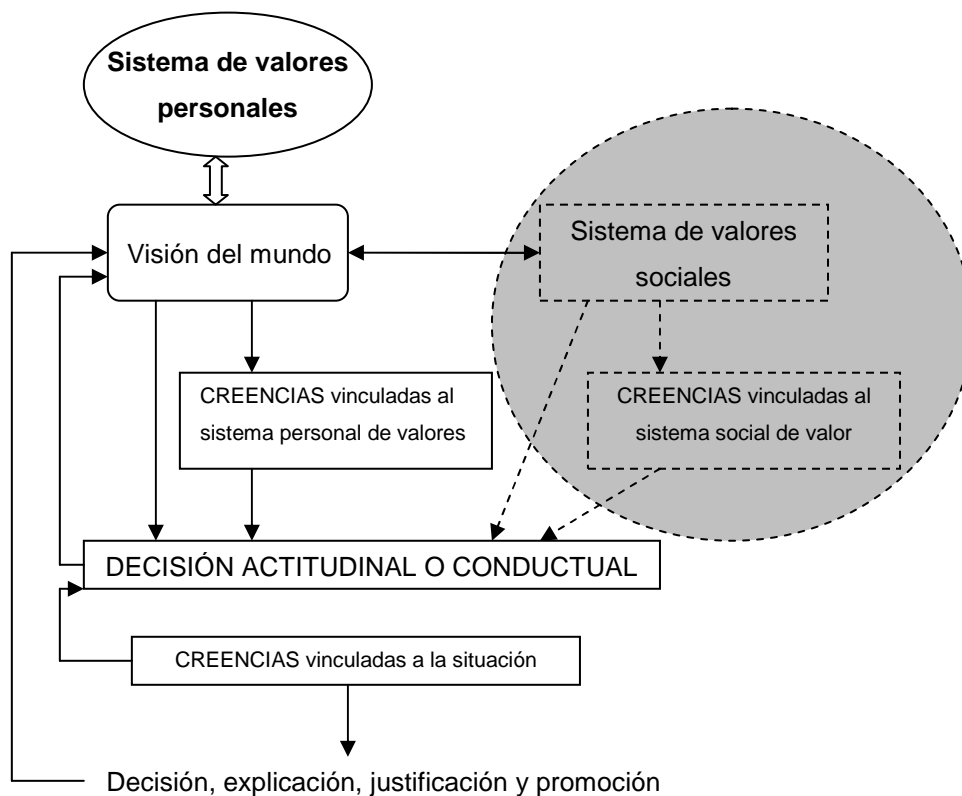 Sistema de valores
personales
Visión del mundo
Sistema de valores
sociales
CREENCIAS vinculadas al
sistema personal de valores
CREENCIAS vinculadas al
sistema social de valor
DECISIÓN ACTITUDINAL O CONDUCTUAL
CREENCIAS vinculadas a la situación
Decisión, explicación, justificación y promoción